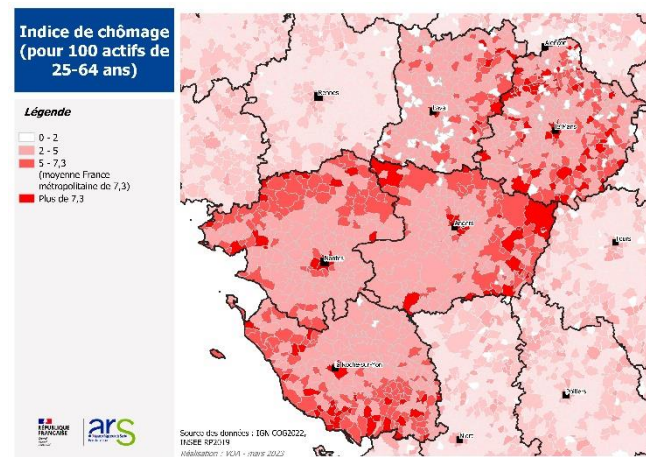 Indice de chômage
(pour 100 actifs de
25-64 ans)
Légende
0 - 2
2 - 5
5 - 7,3
(moyenne France
métropolitaine de 7,3)
Plus de 7,3
Alençon
Rennes
Laval
Le Mans
Angers
Tours
Nantes
La Roche-sur-Yon
Poitiers
Niort
RÉPUBLIQUE
FRANÇAISE
ars
Source des données : IGN COG2022,
INSEE RP2019
Réalisation : VOA - mars 2023